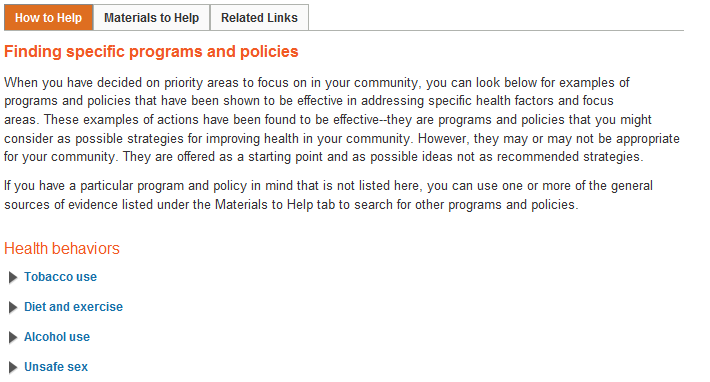 How to Help Materials to Help Related Links
Finding specific programs and policies
When you have decided on priority areas to focus on in your community, you can look below for examples of
programs and policies that have been shown to be effective in addressing specific health factors and focus
areas. These examples of actions have been found to be effective--they are programs and policies that you might
consider as possible strategies for improving health in your community. However, they may or may not be appropriate
for your community. They are offered as a starting point and as possible ideas not as recommended strategies.
If you have a particular program and policy in mind that is not listed here, you can use one or more of the general
sources of evidence listed under the Materials to Help tab to search for other programs and policies.
Health behaviors
Tobacco use
Diet and exercise
Alcohol use
Unsafe sex